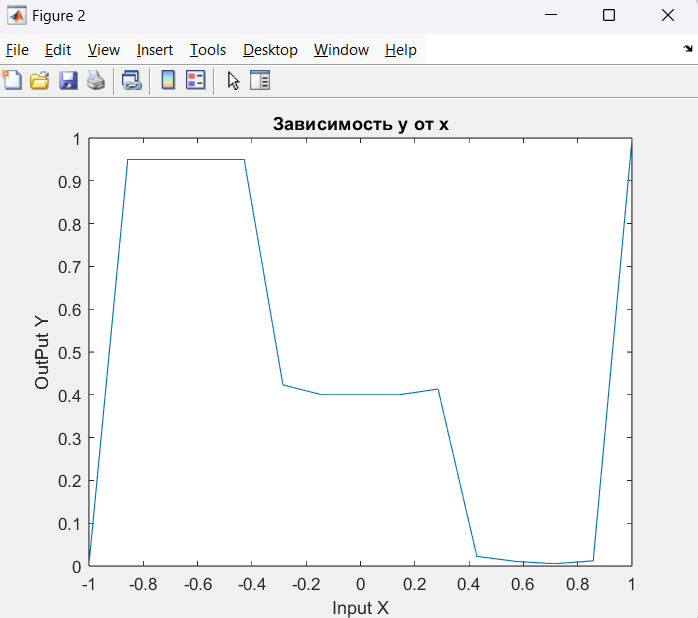 Figure 2
File Edit View Insert Tools Desktop Window Help
Зависимость y от x
1
0.9
0.8
0.7
0.6
0.5
0.4
0.3
0.2
0.1
0
OutPut Y
-1 -0.8 -0.6 -0.4 -0.2 0 0.2 0.4 0.6 0.8 1
Input X